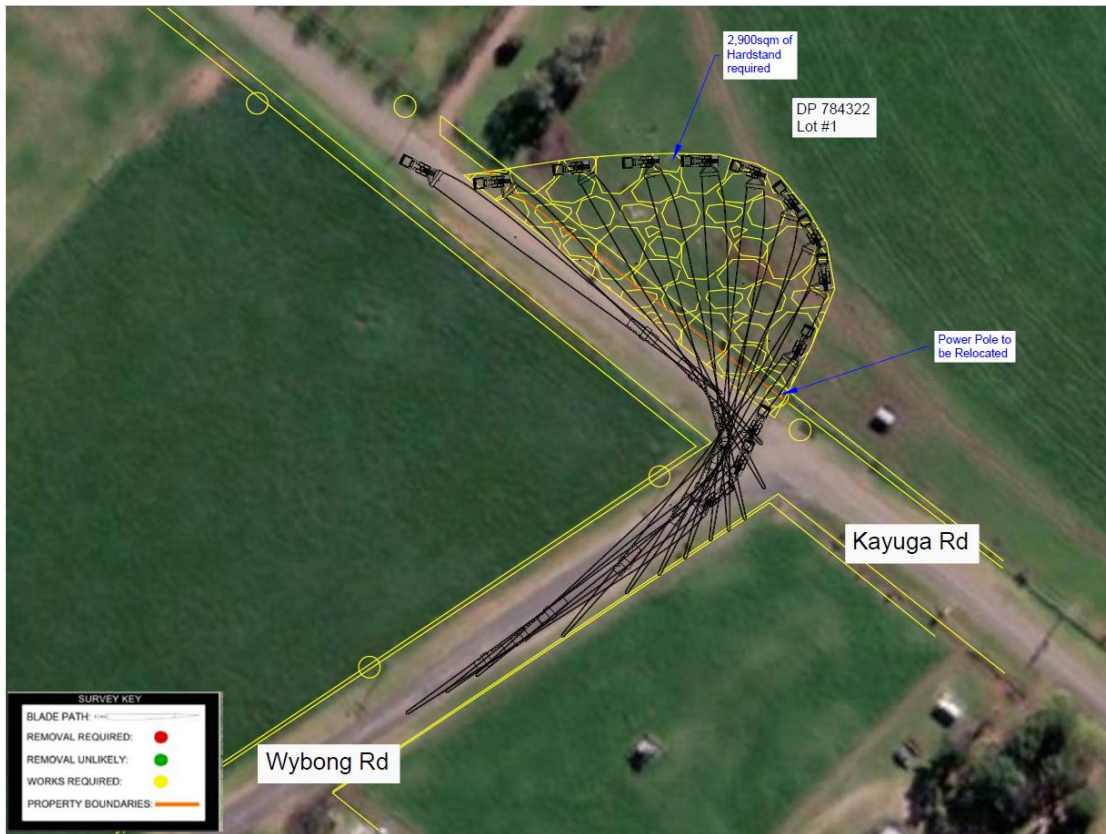 2,900sqm of
Hardstand
required
DP 784322
Lot #1
Power Pole to
be Relocated
Kayuga Rd
Wybong Rd
SURVEY KEY
BLADE PATH:
REMOVAL REQUIRED:
REMOVAL UNLIKELY:
WORKS REQUIRED:
PROPERTY BOUNDARIES: